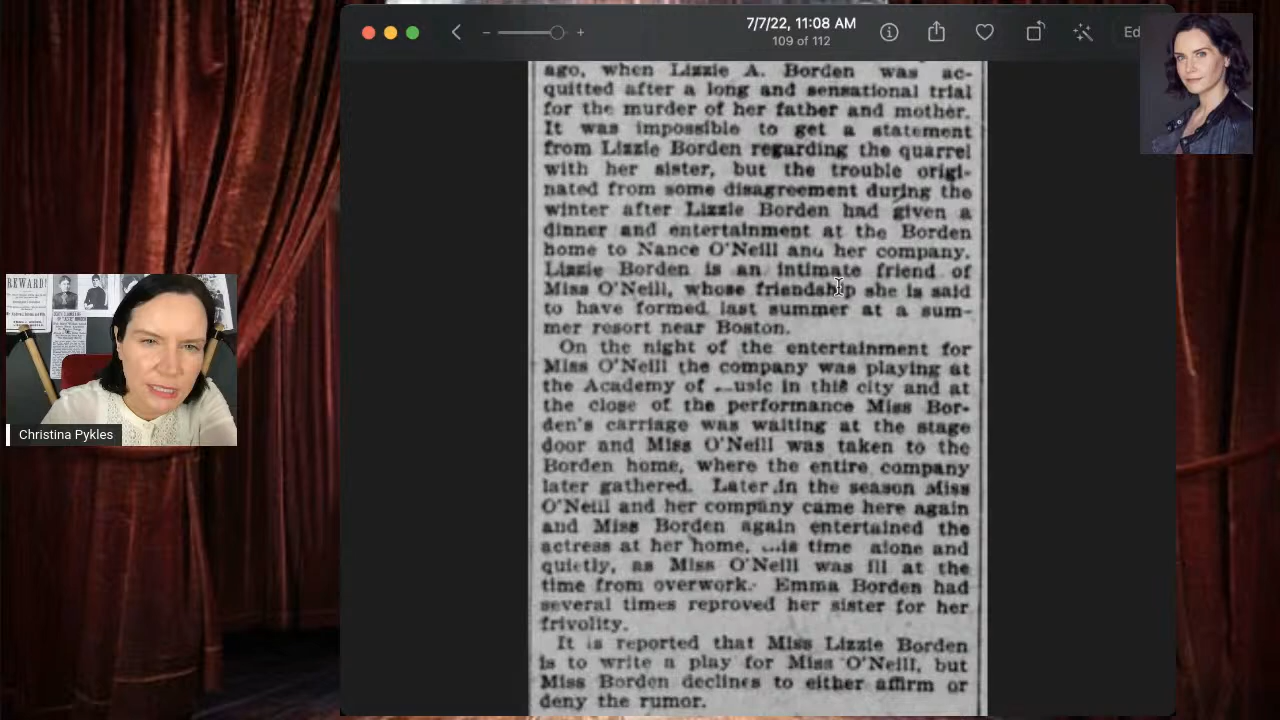 7/7/22, 11:08 AM
109 of 112
Ed
ago, when Lizzie A. Borden was ac-
quitted after a long and sensational trial
for the murder of her father and mother.
It was impossible to get a statement
from Lizzie Borden regarding the quarrel
with her sister, but the trouble origi-
nated from some disagreement during the
winter after Lizzie Borden had given a
dinner and entertainment at the Borden
home to Nance O'Neill and her company.
Lizzie Borden is an intimate friend of
Miss O'Neill, whose friendship she is said
to have formed last summer at a sum-
mer resort near Boston.
On the night of the entertainment for
Miss O'Neill the company was playing at
the Academy of usic in this city and at
the close of the performance Miss Bor-
den's carriage was waiting at the stage
door and Miss O'Neill was taken to the
Borden home, where the entire company
later gathered. Later in the season Miss
O'Neill and her company came here again
and Miss Borden again entertained the
actress at her home, time alone and
quietly, as Miss O'Neill was ill at the
time from overwork. Emma Borden had
several times reproved her sister for her
frivolity.
It is reported that Miss Lizzie Borden
is to write a play for Miss O'Neill, but
Miss Borden declines to either affirm or
deny the rumor.
REWARD!
Christina Pykles